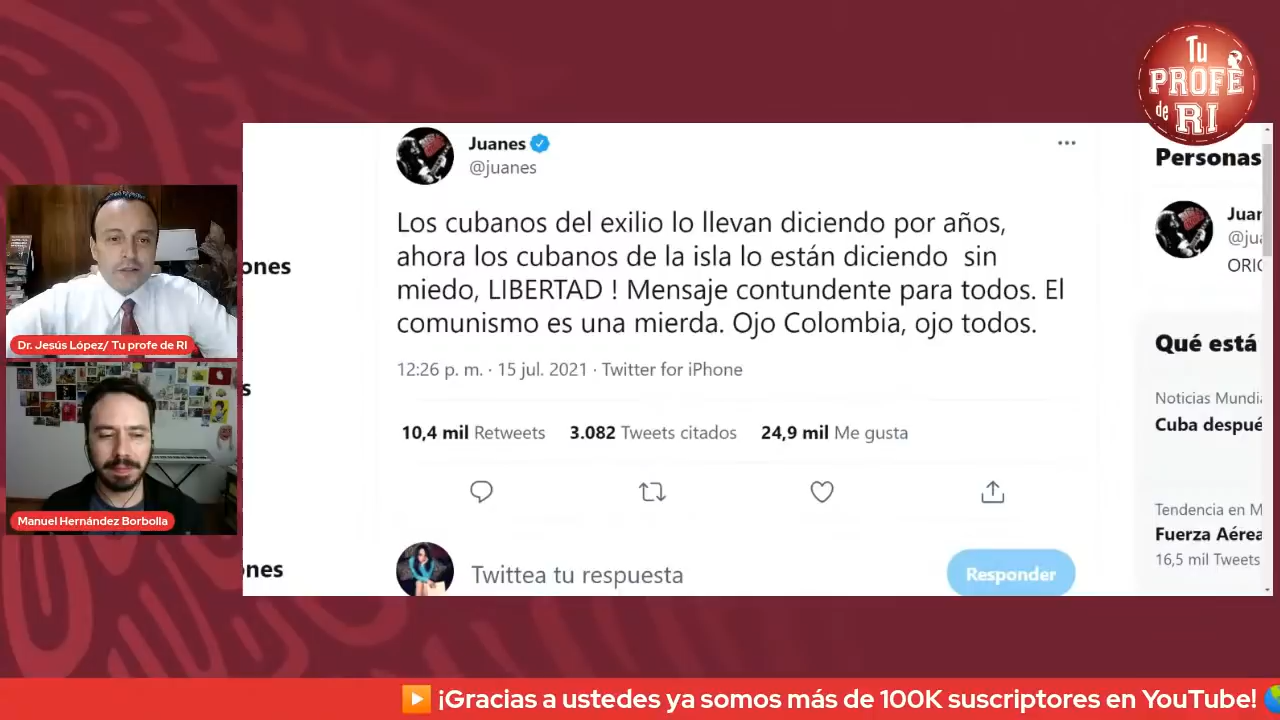 Tu
PROFE
de RI
Juanes
@juanes
Los cubanos del exilio lo llevan diciendo por años,
ahora los cubanos de la isla lo están diciendo sin
miedo, LIBERTAD ! Mensaje contundente para todos. El
comunismo es una mierda. Ojo Colombia, ojo todos.
12:26 p. m. · 15 jul. 2021 · Twitter for iPhone
10,4 mil Retweets 3.082 Tweets citados 24,9 mil Me gusta
Twittea tu respuesta
Responder
Personas
Juan
@jua
ORIG
Qué está
Noticias Mundi
Cuba despué
Tendencia en M
Fuerza Aérea
16,5 mil Tweets
ones
s
nes
Dr. Jesús López/ Tu profe de RI
Manuel Hernández Borbolla
¡Gracias a ustedes ya somos más de 100K suscriptores en YouTube!